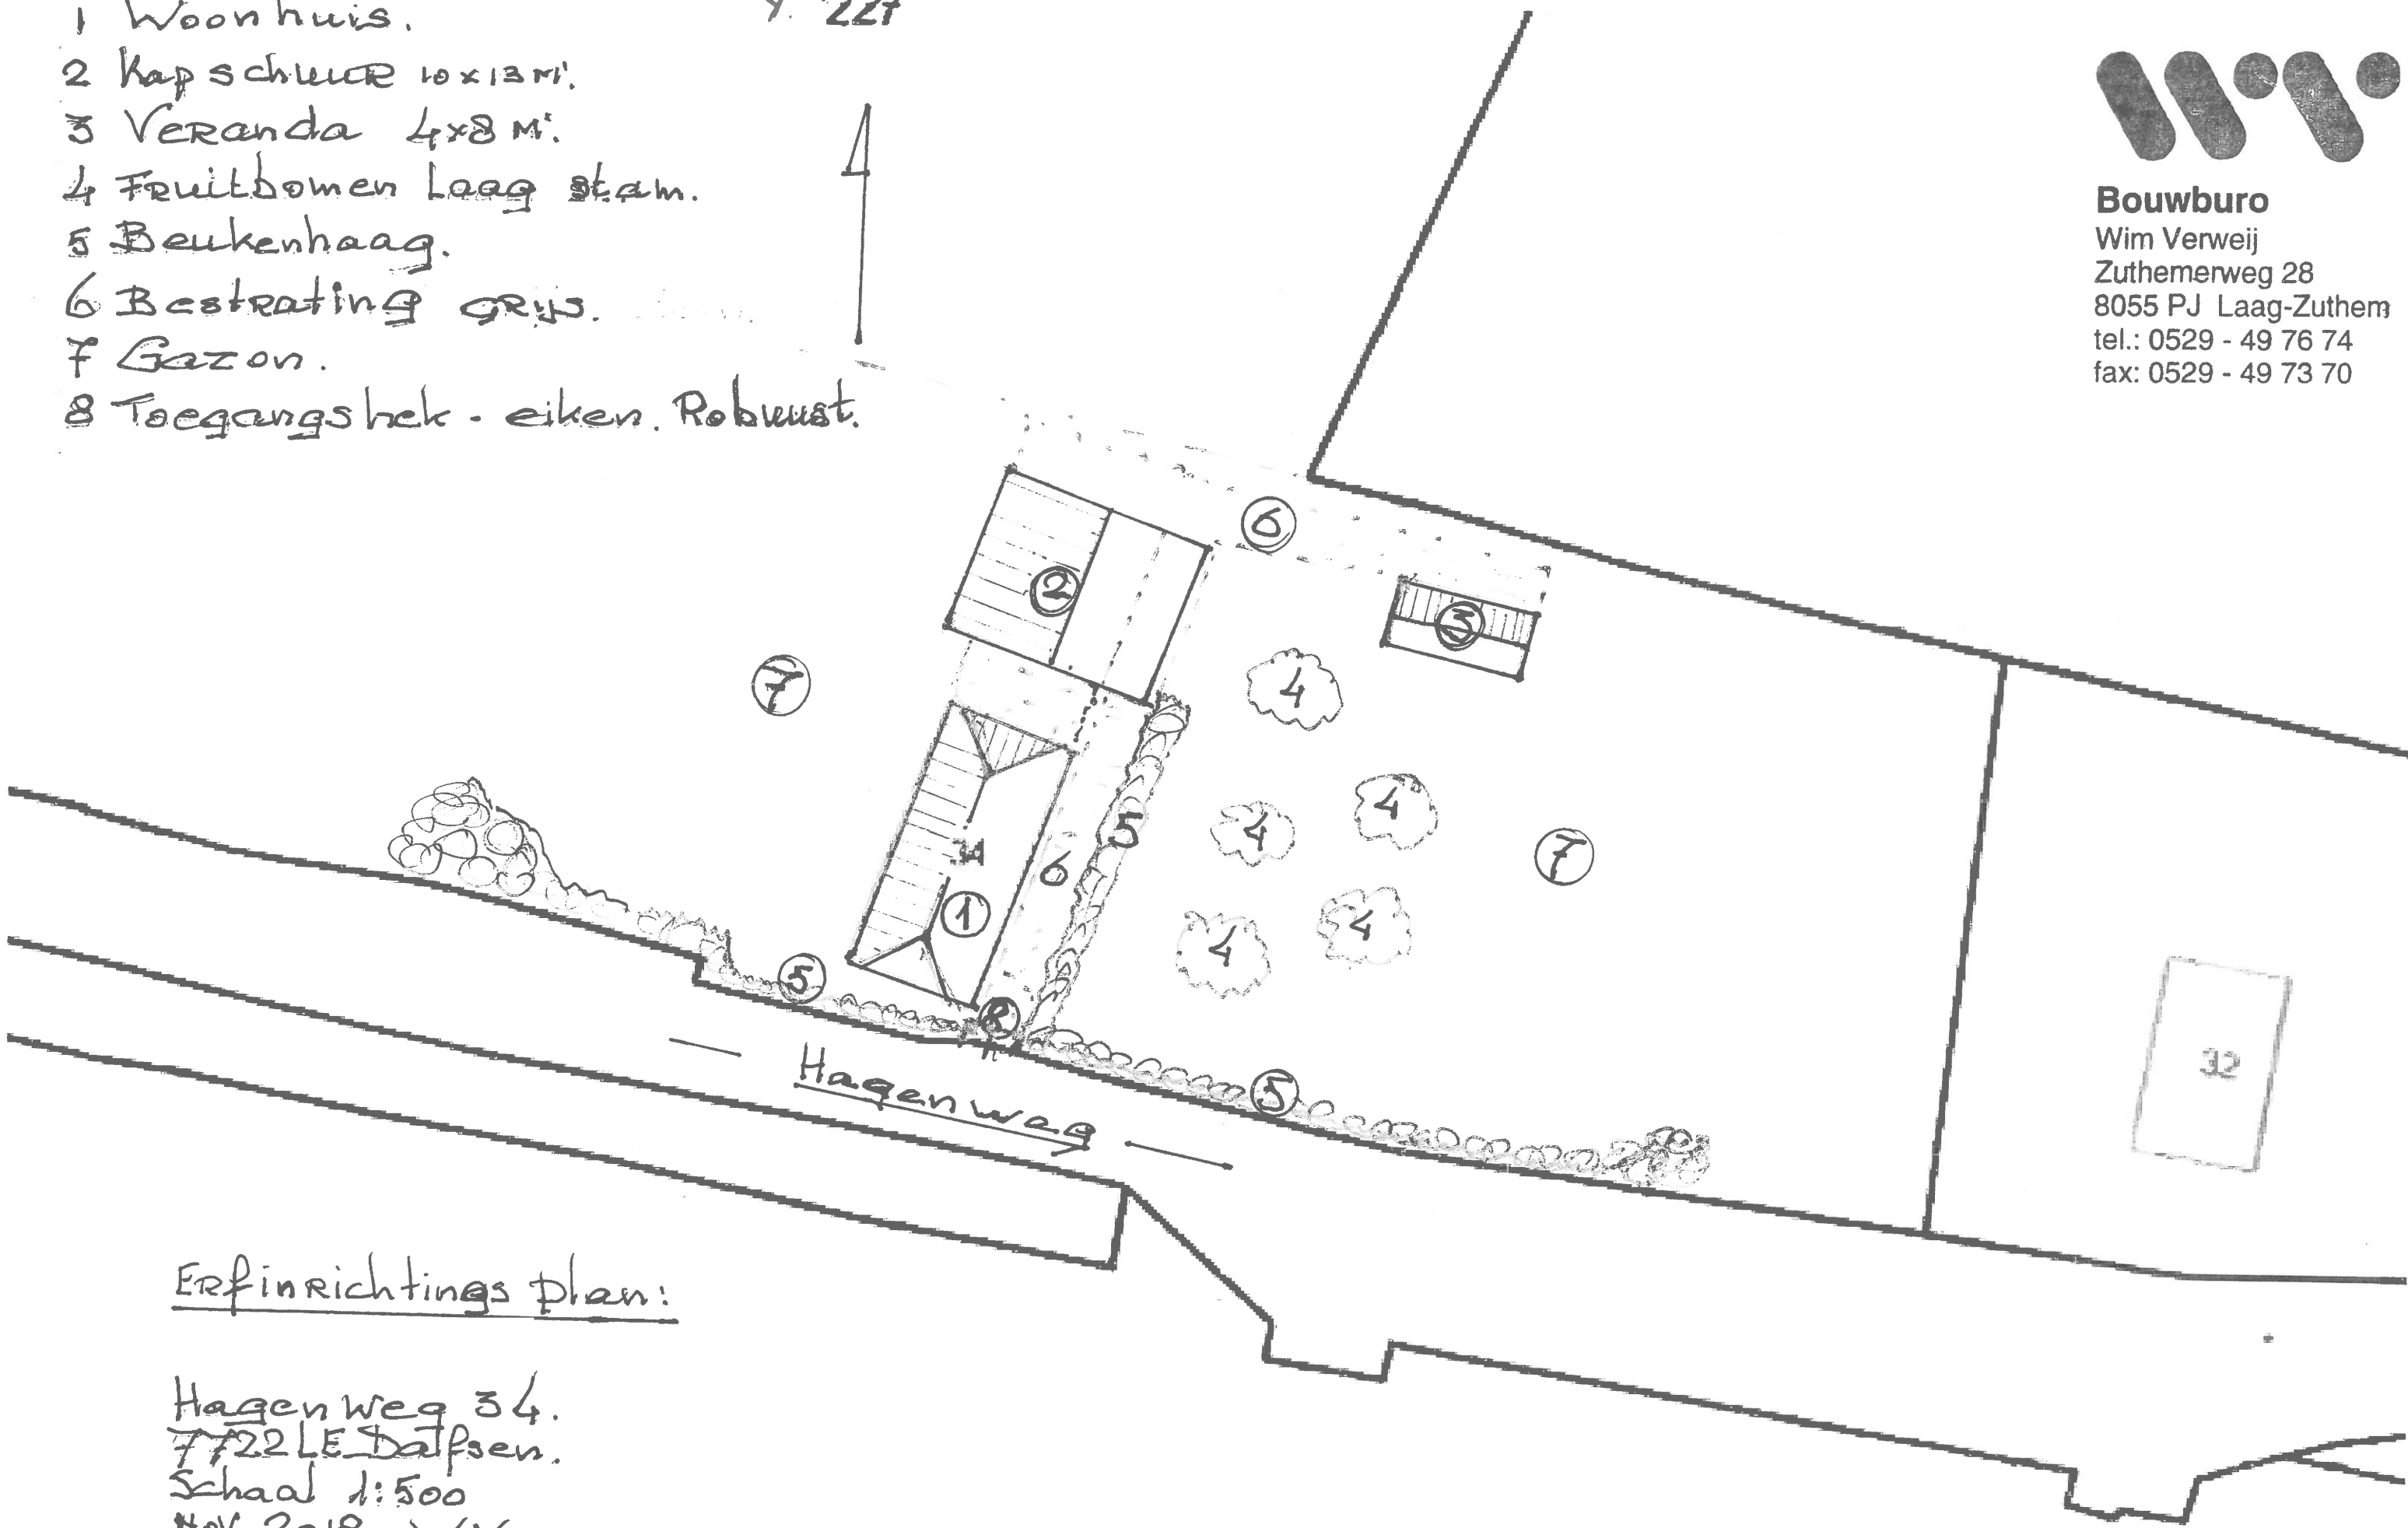 1 Woonhuis.
2 Kapschuur 10x13 M'.
3 Veranda 4x8 M'.
4 Fruitbomen Laag stam.
5 Beukenhaag.
6 Bestrating grijs.
7 Gazon.
8 Toegangshek - eiken. Robuust.
Bouwburo
Wim Verweij
Zuthemerweg 28
8055 PJ Laag-Zuthem
tel.: 0529 - 49 76 74
fax: 0529 - 49 73 70
6
2
3
7
4
5
4
4
34
6
7
1
4
4
5
8
32
Hagenweg
5
Erfinrichtings plan:
Hagenweg 34.
7722 LE Dalfsen.
Schaal 1:500
Nov 2018